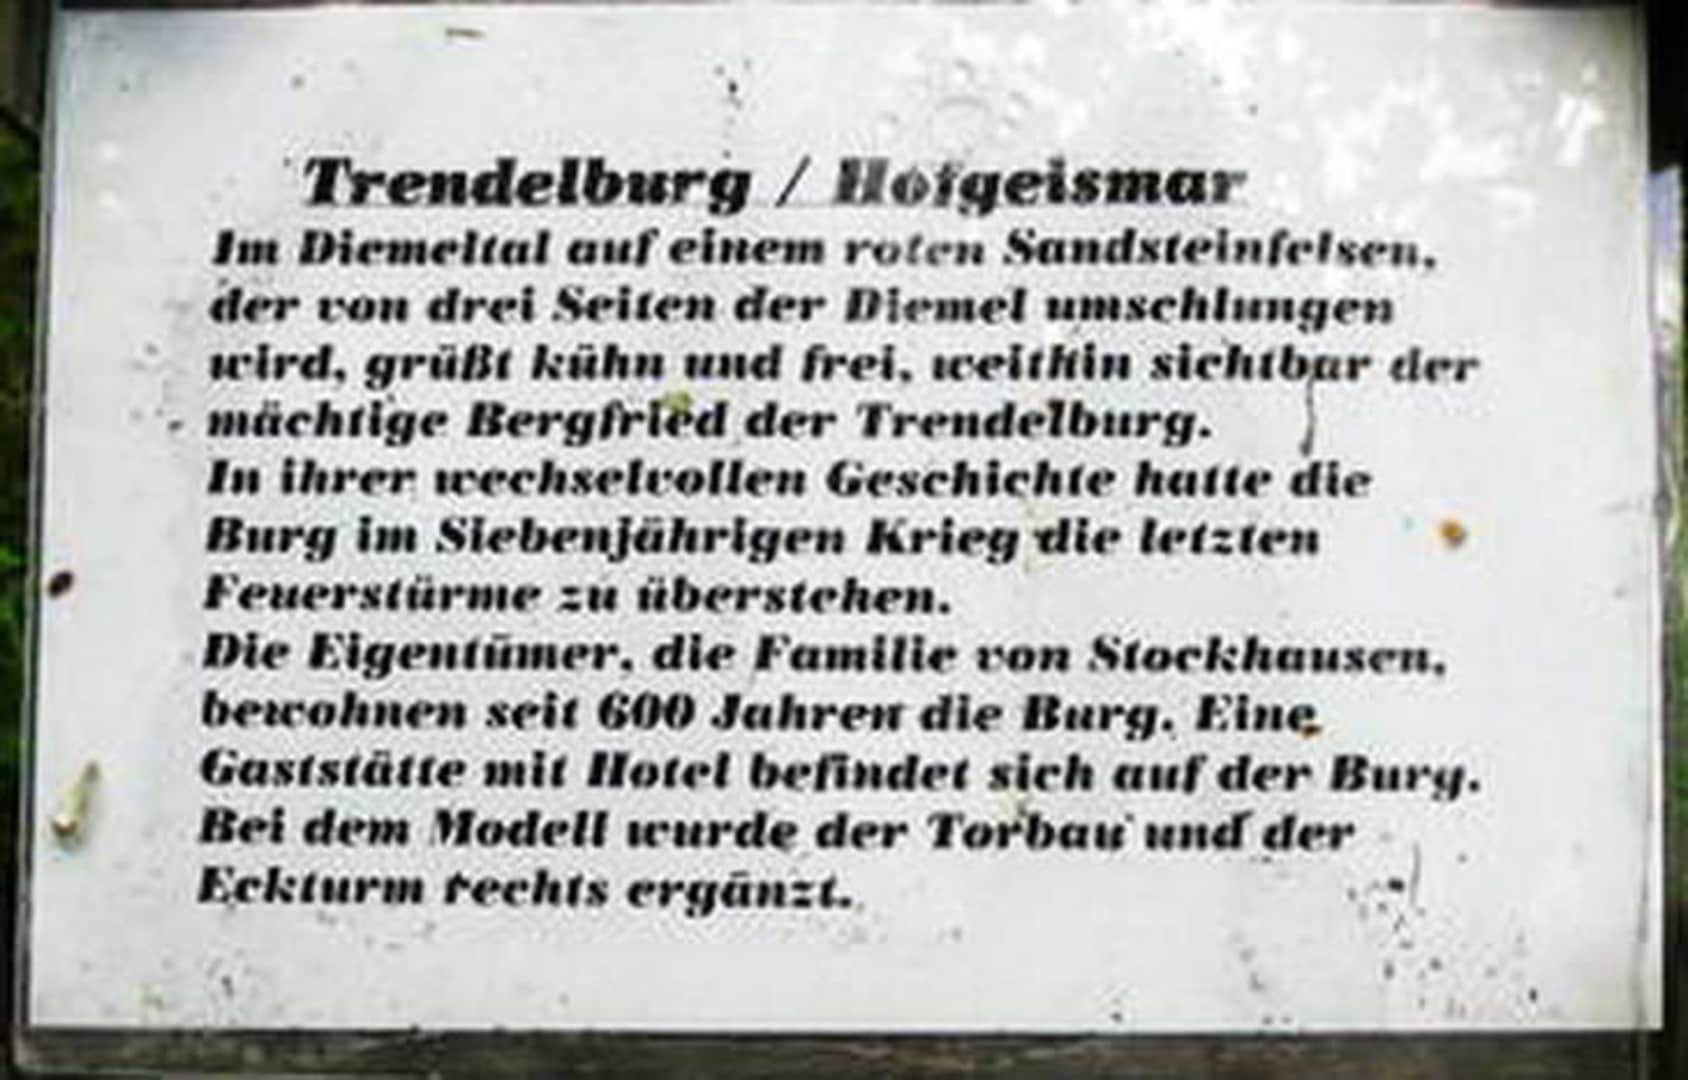 Trendelburg / Hofgeismar
Im Diemeltal auf einem roten Sandsteinfelsen,
der von drei Seiten der Diemel umschlungen
wird, grüßt kühn und frei, weithin sichtbar der
mächtige Bergfried der Trendelburg.
In ihrer wechselvollen Geschichte hatte die
Burg im Siebenjährigen Krieg die letzten
Feuerstürme zu überstehen.
Die Eigentümer, die Familie von Stockhausen,
bewohnen seit 600 Jahren die Burg. Eine
Gaststätte mit Hotel befindet sich auf der Burg.
Bei dem Modell wurde der Torbau und der
Eckturm rechts ergänzt.